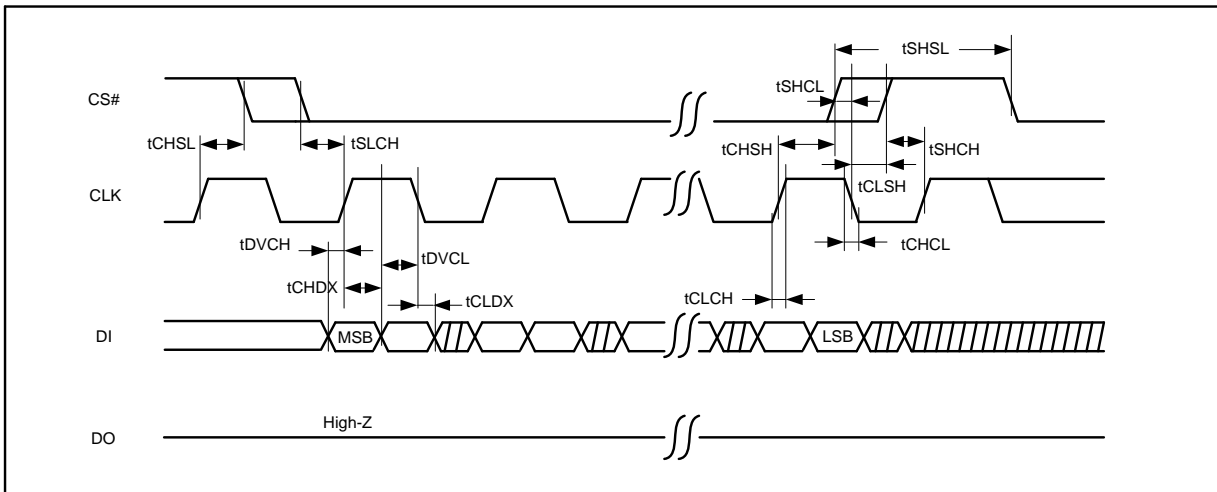 tSHSL
CS#
tSHCL
tCHSL
tSLCH
tCHSH
tSHCH
CLK
tCLSH
tDVCH
tDVCL
tCHCL
tCHDX
tCLDX
tCLCH
DI
MSB
LSB
High-Z
DO